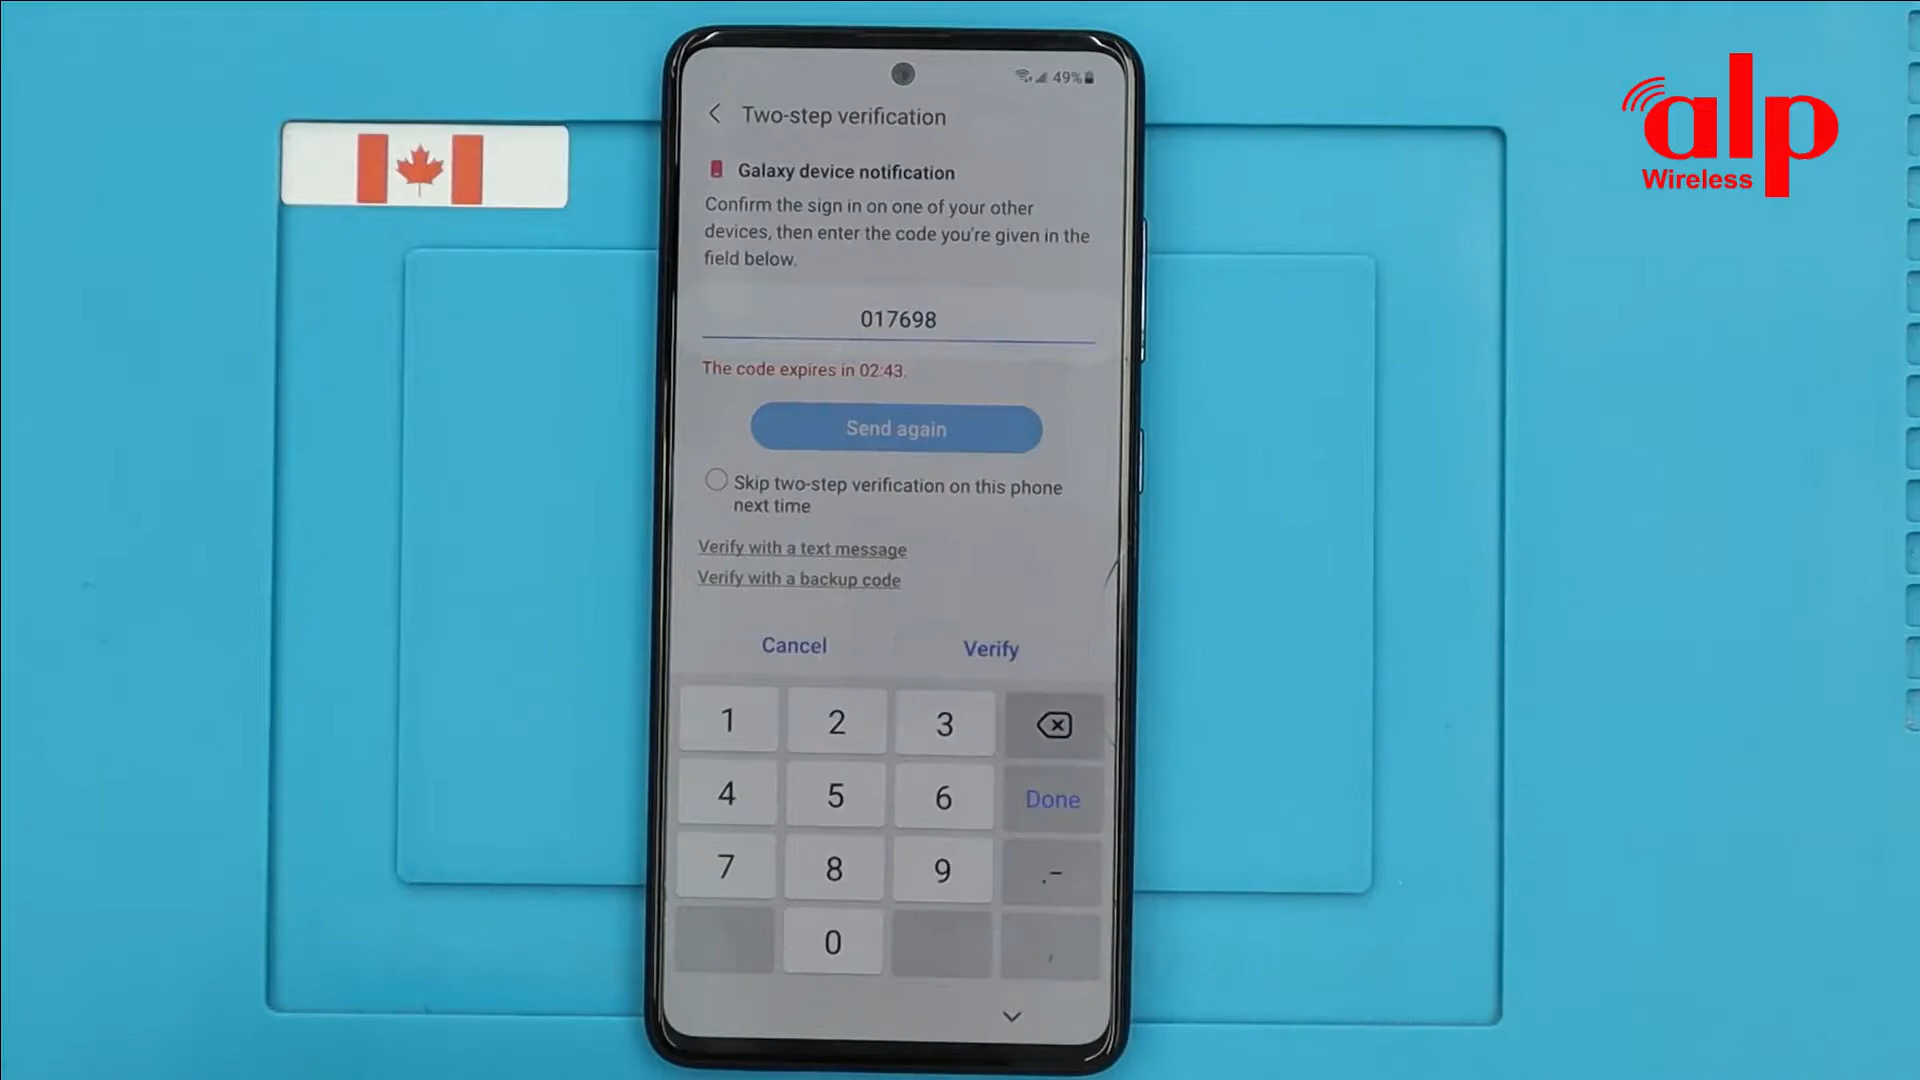 49%
Two-step verification
Galaxy device notification
Confirm the sign in on one of your other
devices, then enter the code you're given in the
field below.
017698
The code expires in 02:43.
Send again
Skip two-step verification on this phone
next time
Verify with a text message
Verify with a backup code
Cancel
Verify
1
2
3
4
5
6
Done
7
8
9
.-
0
,
alp
Wireless